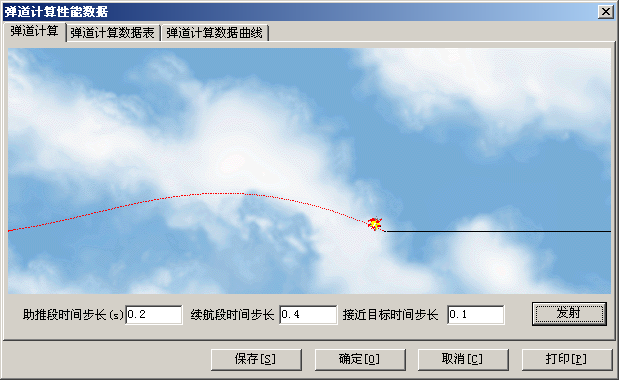 弹道计算性能数据
弹道计算 弹道计算数据表 弹道计算数据曲线
助推段时间步长(s) 0.2 续航段时间步长 0.4 接近目标时间步长 0.1 发射
保存[S] 确定[O] 取消[C] 打印[P]